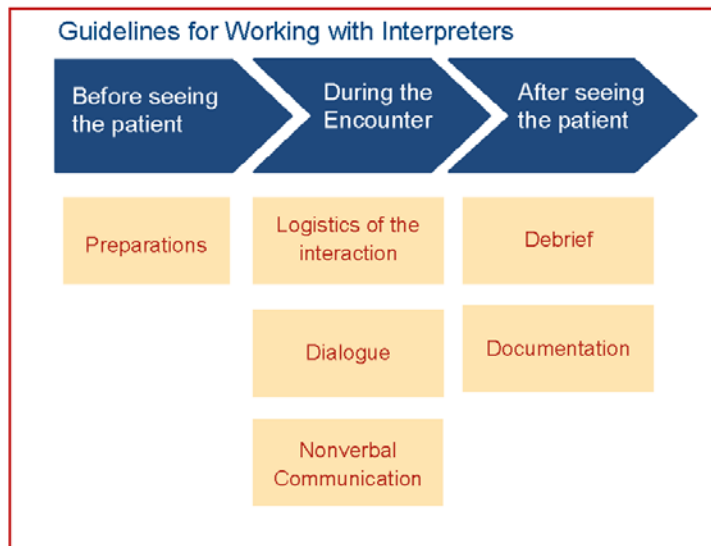 Guidelines for Working with Interpreters
Before seeing
the patient
During the
Encounter
After seeing
the patient
Preparations
Logistics of the
interaction
Debrief
Dialogue
Documentation
Nonverbal
Communication